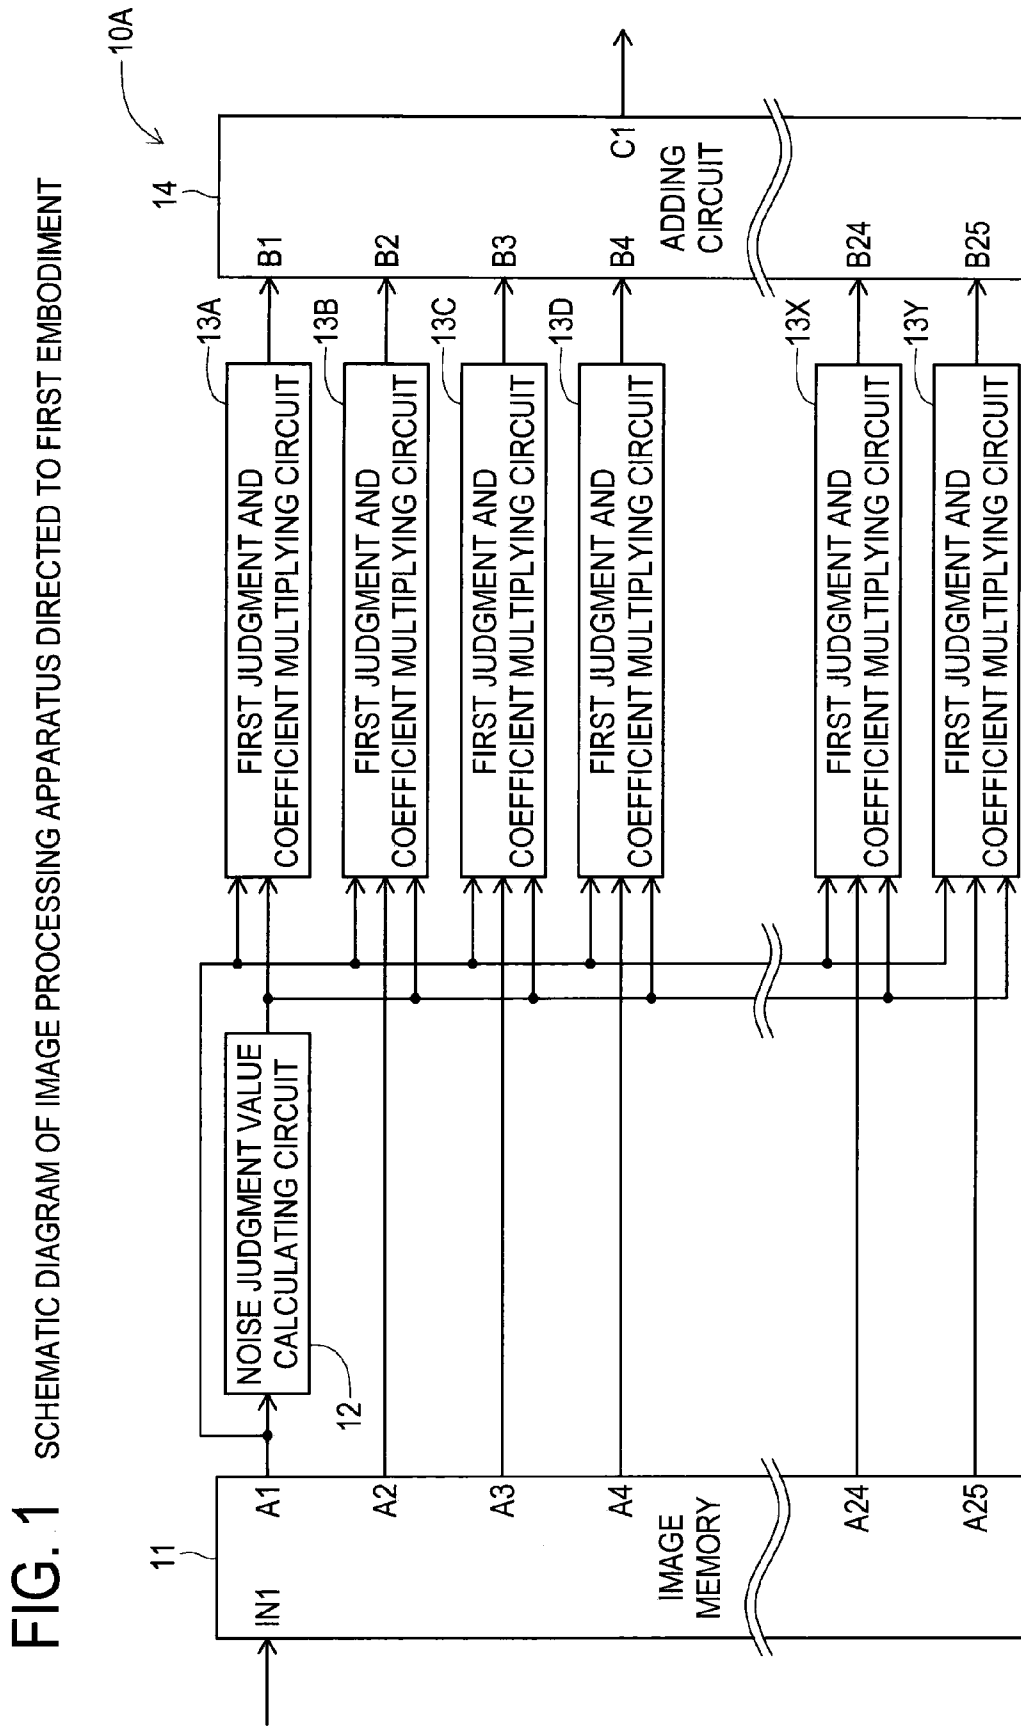 FIG. 1 SCHEMATIC DIAGRAM OF IMAGE PROCESSING APPARATUS DIRECTED TO FIRST EMBODIMENT
10A
11
IN1
IMAGE
MEMORY
A1
A2
A3
A4
A24
A25
12
NOISE JUDGMENT VALUE
CALCULATING CIRCUIT
13A
FIRST JUDGMENT AND
COEFFICIENT MULTIPLYING CIRCUIT
13B
FIRST JUDGMENT AND
COEFFICIENT MULTIPLYING CIRCUIT
13C
FIRST JUDGMENT AND
COEFFICIENT MULTIPLYING CIRCUIT
13D
FIRST JUDGMENT AND
COEFFICIENT MULTIPLYING CIRCUIT
13X
FIRST JUDGMENT AND
COEFFICIENT MULTIPLYING CIRCUIT
13Y
FIRST JUDGMENT AND
COEFFICIENT MULTIPLYING CIRCUIT
14
B1
B2
B3
B4
B24
B25
ADDING
CIRCUIT
C1